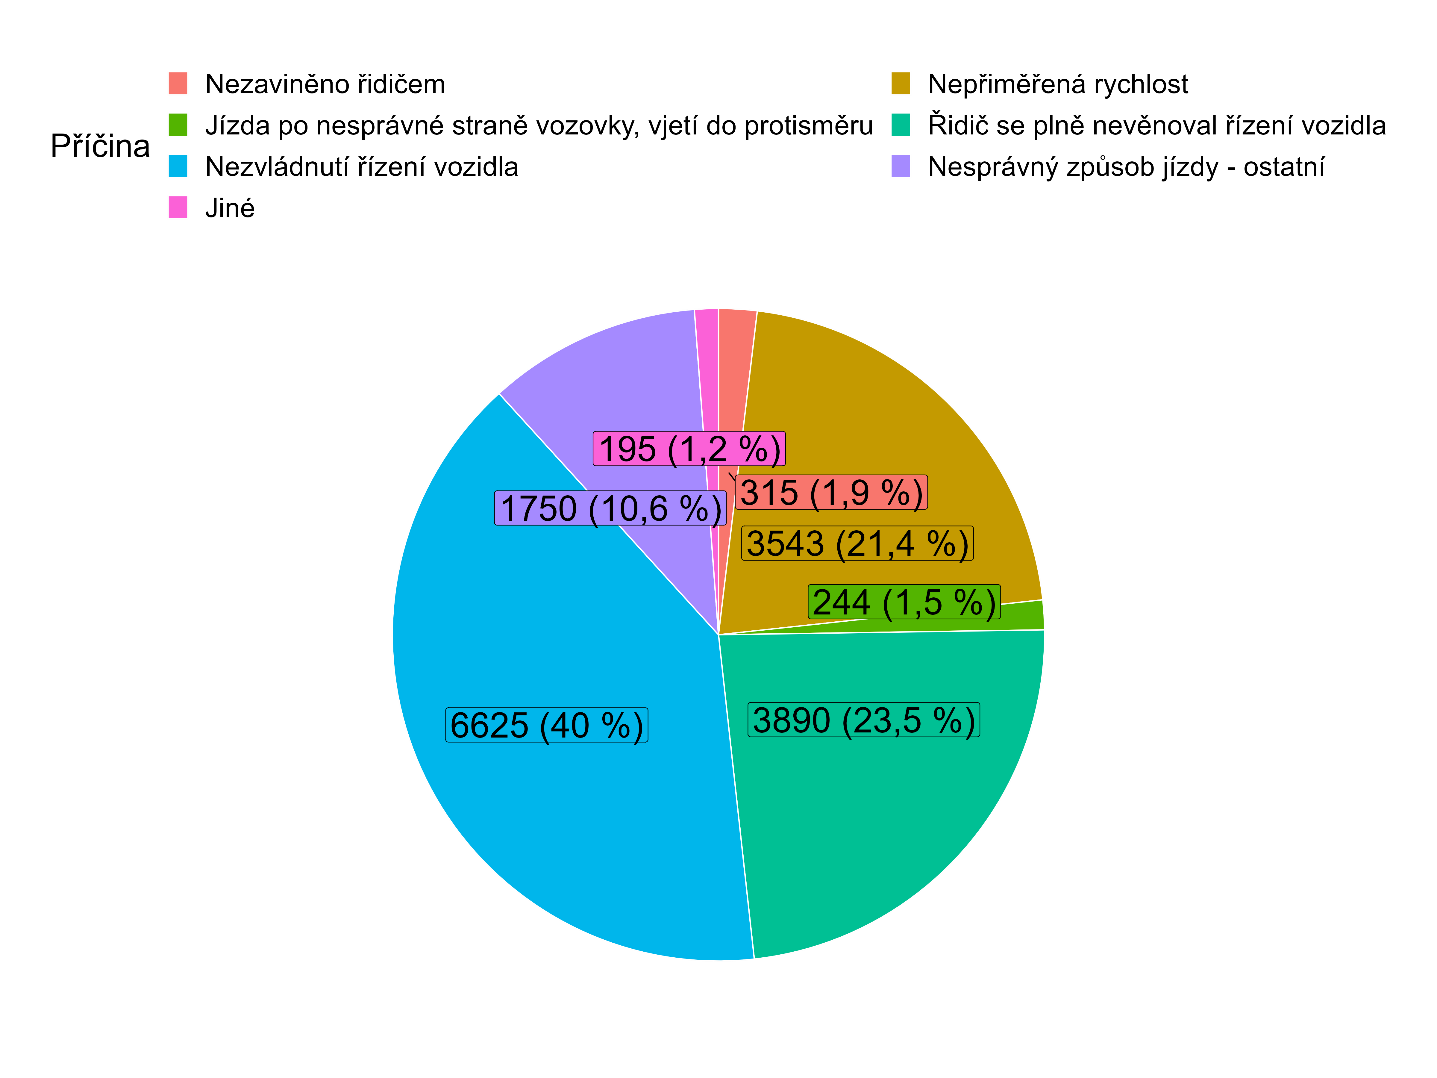 Příčina
Nezaviněno řidičem
Nepřiměřená rychlost
Jízda po nesprávné straně vozovky, vjetí do protisměru
Řidič se plně nevěnoval řízení vozidla
Nezvládnutí řízení vozidla
Nesprávný způsob jízdy - ostatní
Jiné
195 (1,2 %)
315 (1,9 %)
1750 (10,6 %)
3543 (21,4 %)
244 (1,5 %)
6625 (40 %)
3890 (23,5 %)